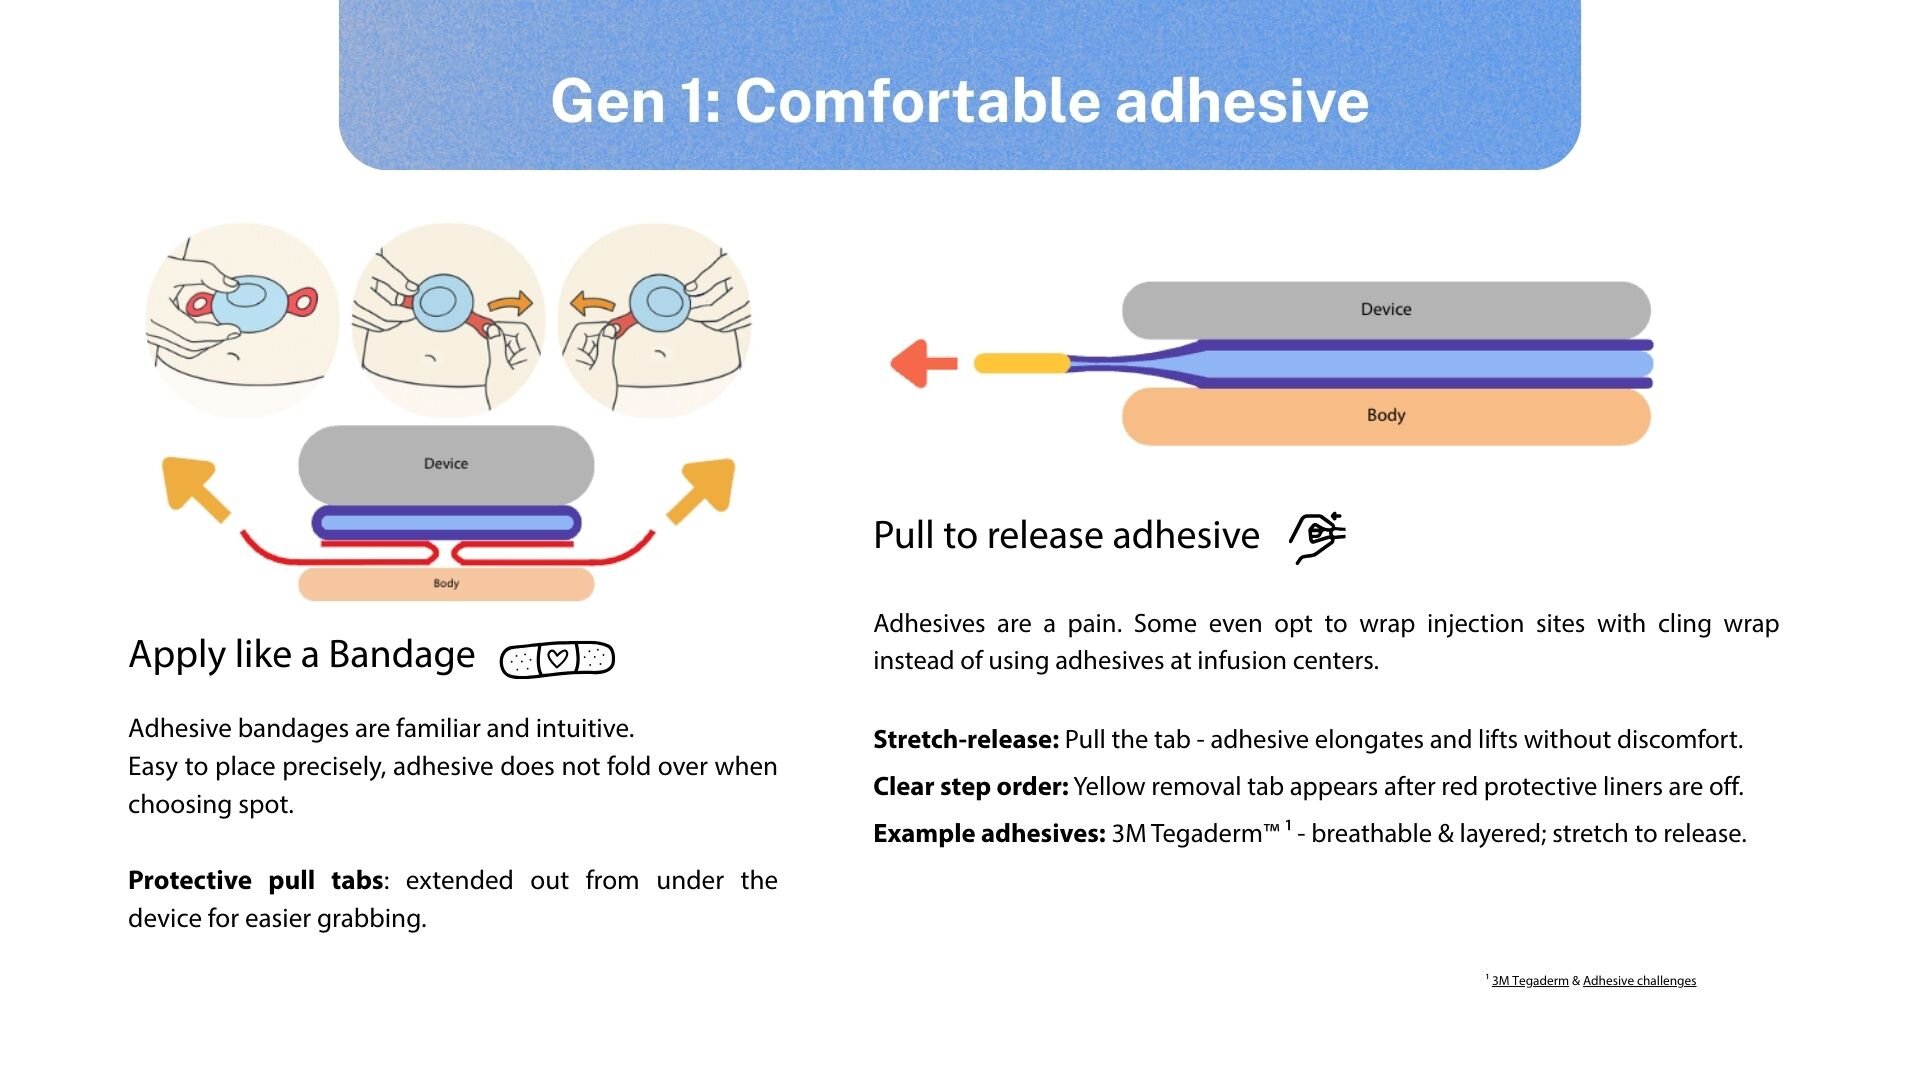 Gen 1: Comfortable adhesive
Device
Body
Apply like a Bandage
Adhesive bandages are familiar and intuitive.
Easy to place precisely, adhesive does not fold over when
choosing spot.
Protective pull tabs: extended out from under the
device for easier grabbing.
Device
Body
Pull to release adhesive
Adhesives are a pain. Some even opt to wrap injection sites with cling wrap
instead of using adhesives at infusion centers.
Stretch-release: Pull the tab - adhesive elongates and lifts without discomfort.
Clear step order: Yellow removal tab appears after red protective liners are off.
Example adhesives: 3M Tegaderm™ ¹ - breathable & layered; stretch to release.
¹ 3M Tegaderm & Adhesive challenges